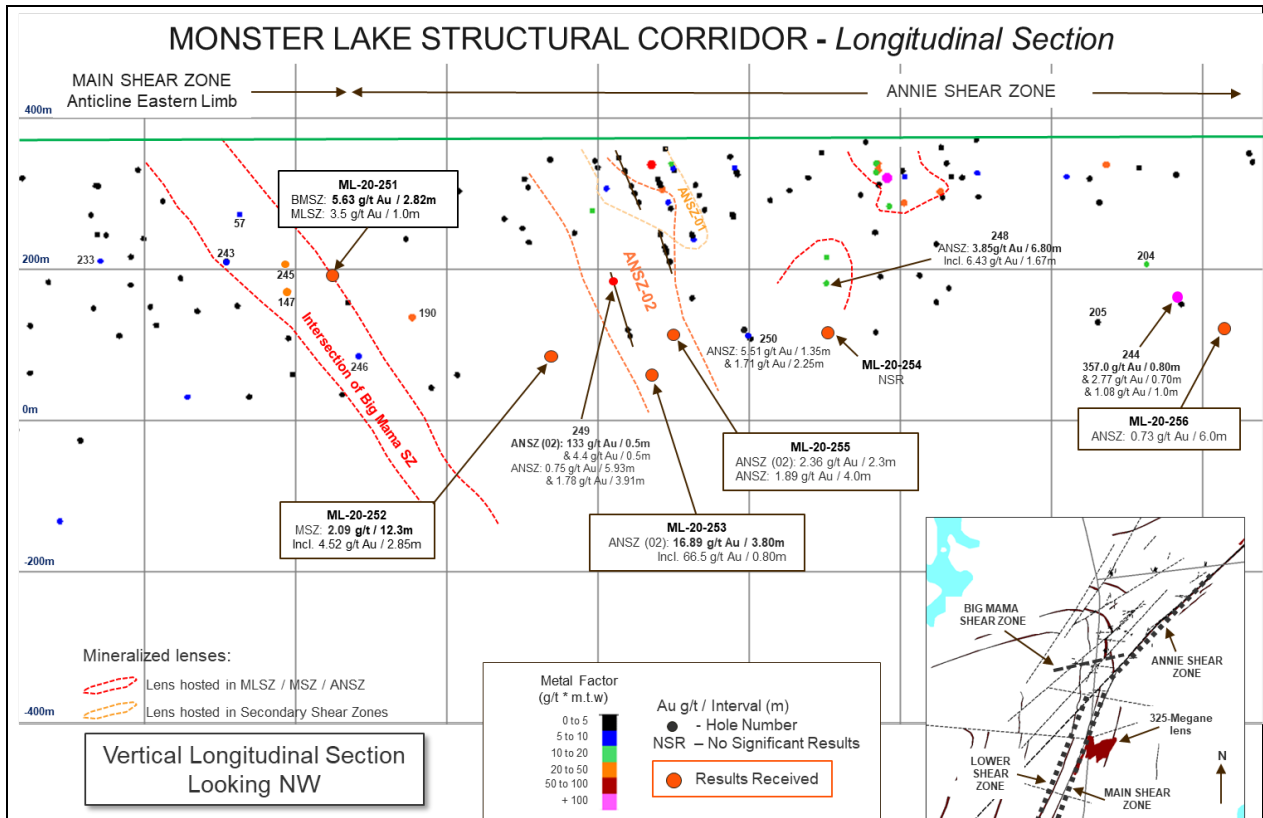 MONSTER LAKE STRUCTURAL CORRIDOR - Longitudinal Section
MAIN SHEAR ZONE
Anticline Eastern Limb
ANNIE SHEAR ZONE
400m
200m
0m
-200m
-400m
ML-20-251
BMSZ: 5.63 g/t Au / 2.82m
MLSZ: 3.5 g/t Au / 1.0m
57
233
243
245
147
190
246
Intersection of Big Mama SZ
ANSZ-01
ANSZ-02
248
ANSZ: 3.85g/t Au / 6.80m
Incl. 6.43 g/t Au / 1.67m
204
205
250
ANSZ: 5.51 g/t Au / 1.35m
& 1.71 g/t Au / 2.25m
ML-20-254
NSR
244
357.0 g/t Au / 0.80m
& 2.77 g/t Au / 0.70m
& 1.08 g/t Au / 1.0m
ML-20-256
ANSZ: 0.73 g/t Au / 6.0m
249
ANSZ (02): 133 g/t Au / 0.5m
& 4.4 g/t Au / 0.5m
ANSZ: 0.75 g/t Au / 5.93m
& 1.78 g/t Au / 3.91m
ML-20-255
ANSZ (02): 2.36 g/t Au / 2.3m
ANSZ: 1.89 g/t Au / 4.0m
ML-20-252
MSZ: 2.09 g/t / 12.3m
Incl. 4.52 g/t Au / 2.85m
ML-20-253
ANSZ (02): 16.89 g/t Au / 3.80m
Incl. 66.5 g/t Au / 0.80m
Mineralized lenses:
Lens hosted in MLSZ / MSZ / ANSZ
Lens hosted in Secondary Shear Zones
Vertical Longitudinal Section
Looking NW
Metal Factor
(g/t * m.t.w)
0 to 5
5 to 10
10 to 20
20 to 50
50 to 100
+ 100
Au g/t / Interval (m)
- Hole Number
NSR – No Significant Results
Results Received
BIG MAMA
SHEAR ZONE
ANNIE SHEAR
ZONE
325-Megane
lens
LOWER
SHEAR
ZONE
MAIN SHEAR
ZONE
N